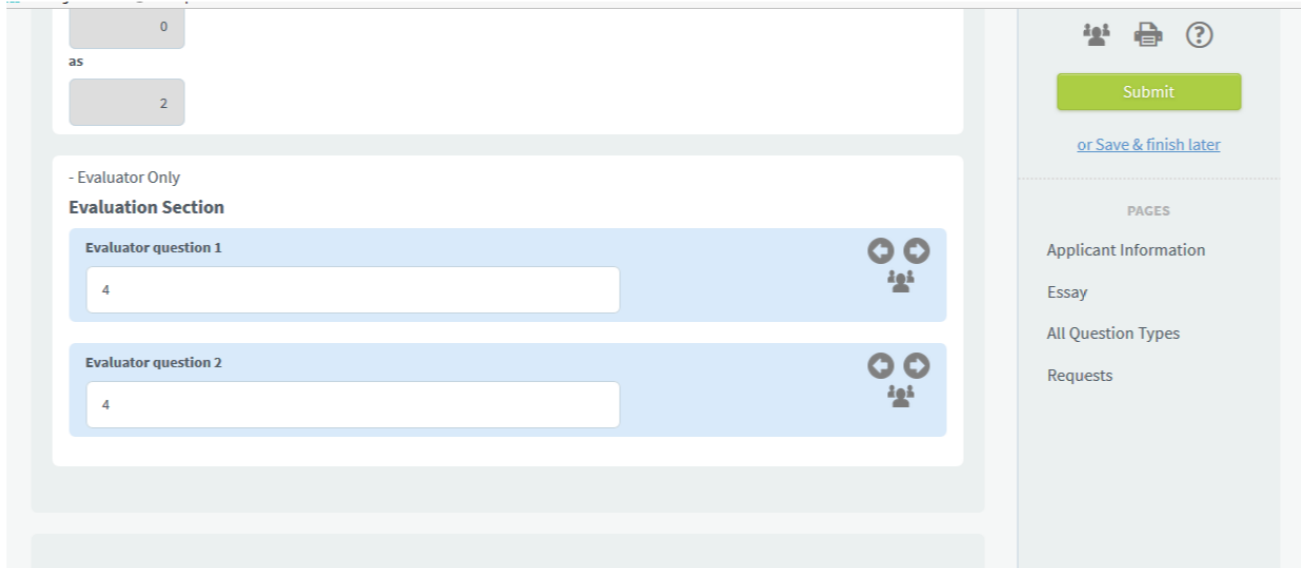 0
as
2
- Evaluator Only
Evaluation Section
Evaluator question 1
4
Evaluator question 2
4
?
Submit
or Save & finish later
PAGES
Applicant Information
Essay
All Question Types
Requests